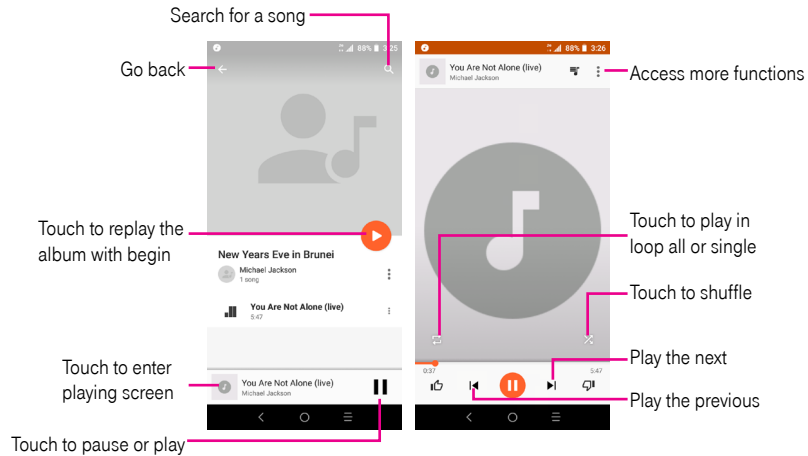 Search for a song
Go back
88% 3:25
Touch to replay the
album with begin
New Years Eve in Brunei
Michael Jackson
1 song
You Are Not Alone (live)
5:47
Touch to enter
playing screen
You Are Not Alone (live)
Michael Jackson
Touch to pause or play
88% 3:26
You Are Not Alone (live)
Michael Jackson
Access more functions
Touch to play in
loop all or single
Touch to shuffle
0:37
5:47
Play the next
Play the previous